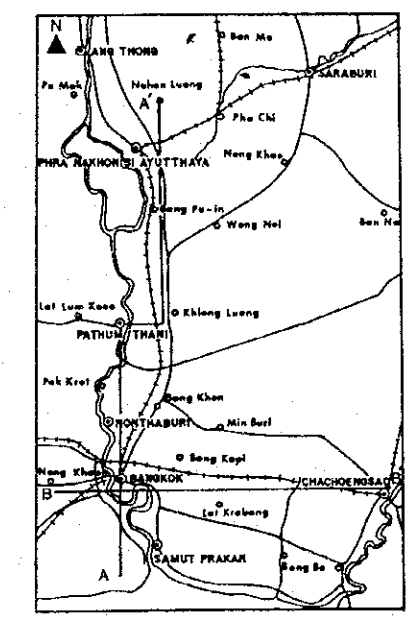 N
Ban Mo
ANG THONG
SARABURI
Pa Mok
Nakon Luang
A'
Pha Chi
PHRA NAKHON SI AYUTTHAYA
Nong Khae
Bang Pa-in
Ban Na
Wang Noi
Lat Lum Kaeo
Khlong Luang
PATHUM THANI
Pak Kret
Bang Khen
NONTHABURI
Min Buri
Bang Kapi
Nong Khae
BANGKOK
CHACHOENGSAO
B
Lat Krabang
SAMUT PRAKAN
Bang Bo
A